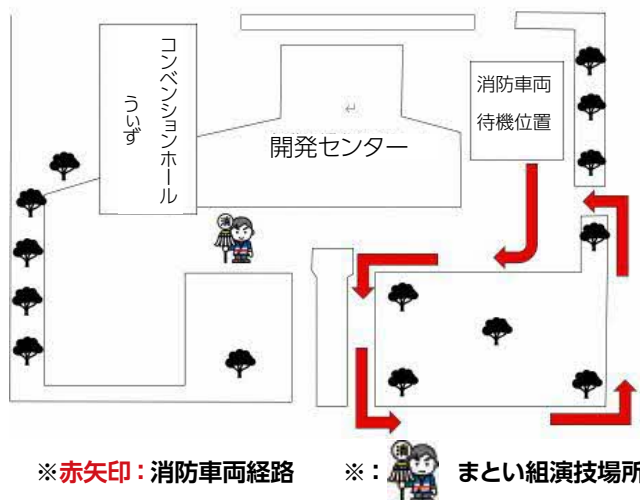 コンベンションホール
うぃず
開発センター
消防車両
待機位置
消
※赤矢印：消防車両経路
※：
消
まとい組演技場所